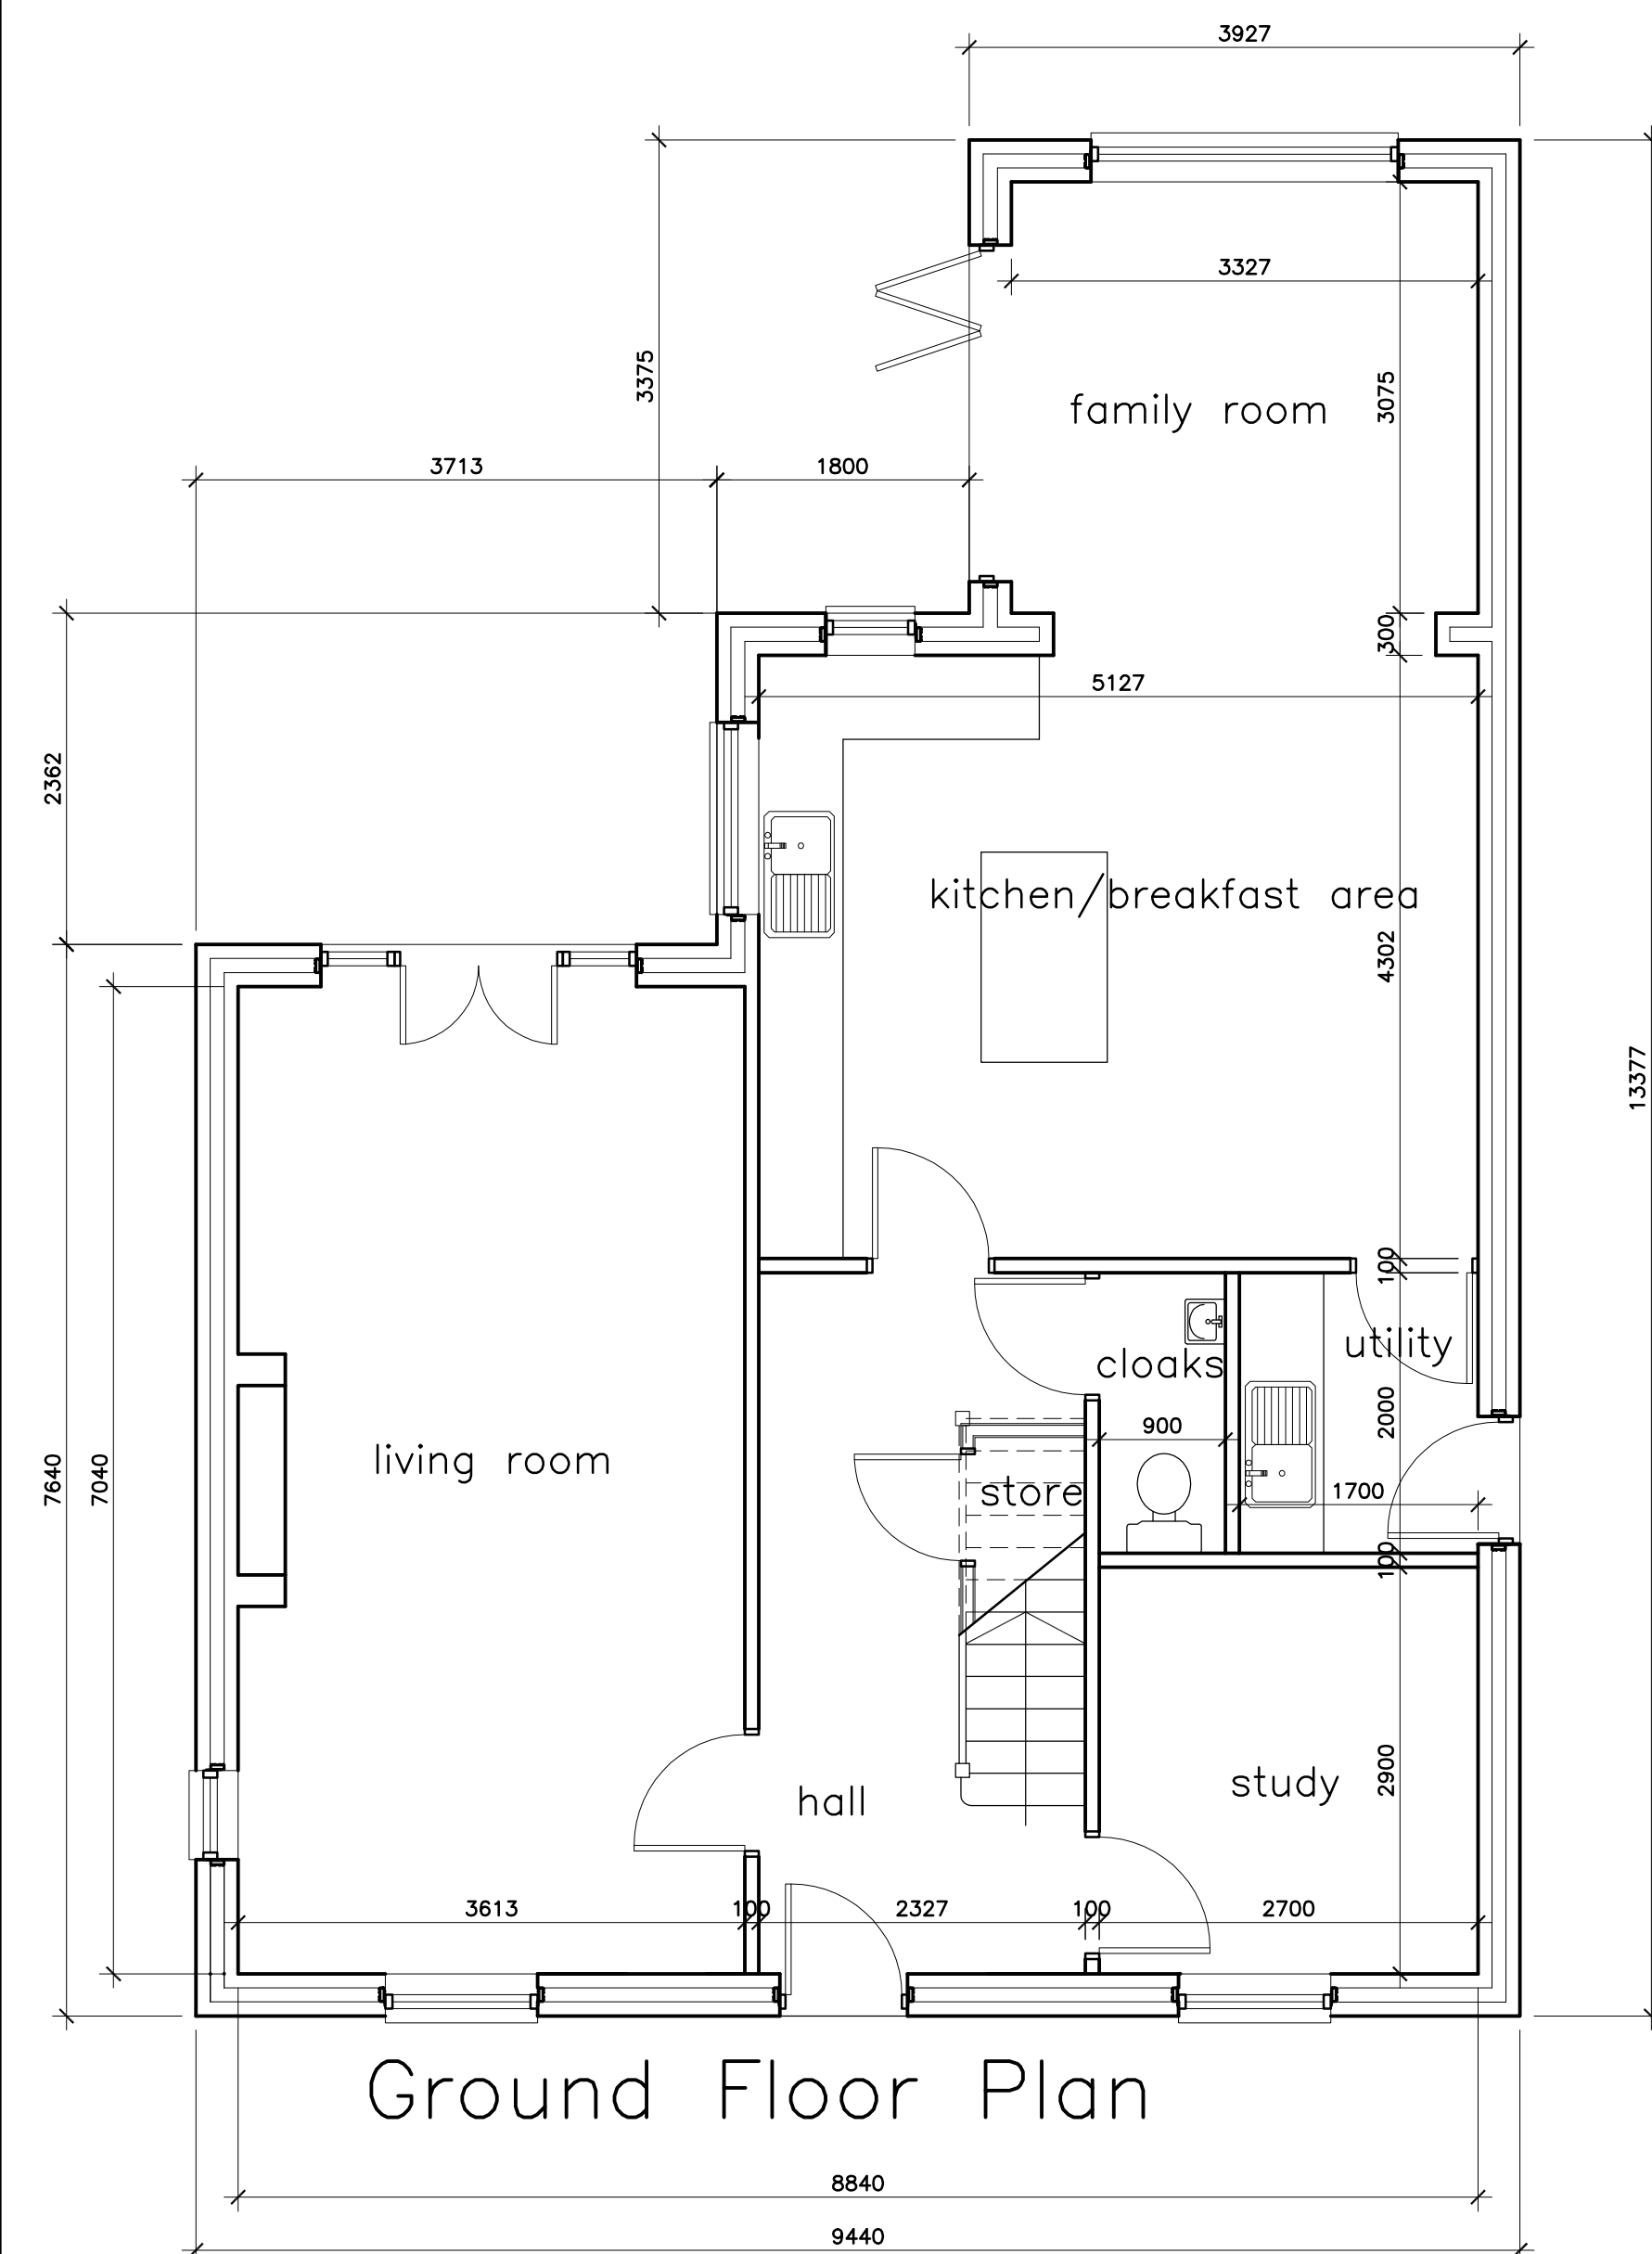 3927
3327
3375
family room
3075
3713
1800
300
5127
2362
kitchen/breakfast area
4302
13377
100
utility
cloaks
2000
900
living room
store
1700
7640
7040
100
study
2900
hall
3613
100
2327
100
2700
Ground Floor Plan
8840
9440